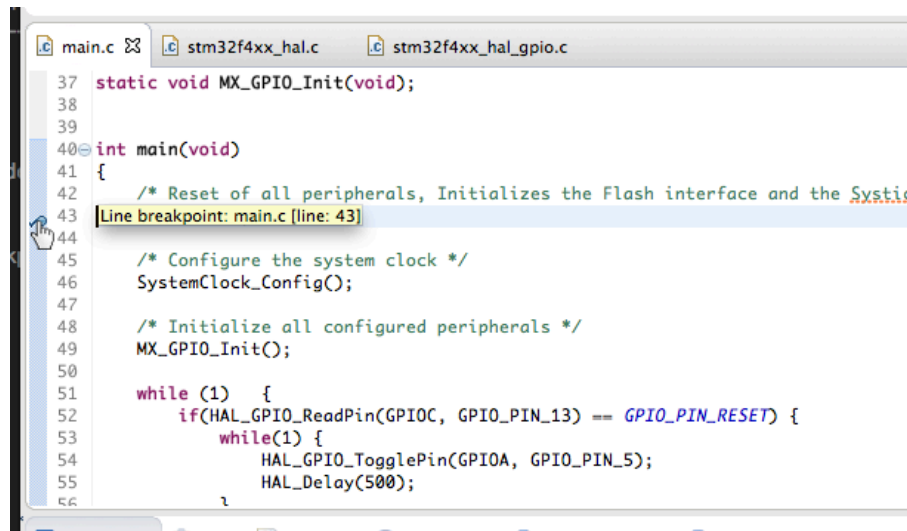 main.c stm32f4xx_hal.c stm32f4xx_hal_gpio.c
37 static void MX_GPIO_Init(void);
38
39
40 int main(void)
41 {
42 /* Reset of all peripherals, Initializes the Flash interface and the
43 Line breakpoint: main.c [line: 43]
44
45 /* Configure the system clock */
46 SystemClock_Config();
47
48 /* Initialize all configured peripherals */
49 MX_GPIO_Init();
50
51 while (1) {
52 if(HAL_GPIO_ReadPin(GPIOC, GPIO_PIN_13) == GPIO_PIN_RESET) {
53 while(1) {
54 HAL_GPIO_TogglePin(GPIOA, GPIO_PIN_5);
55 HAL_Delay(500);
56 }